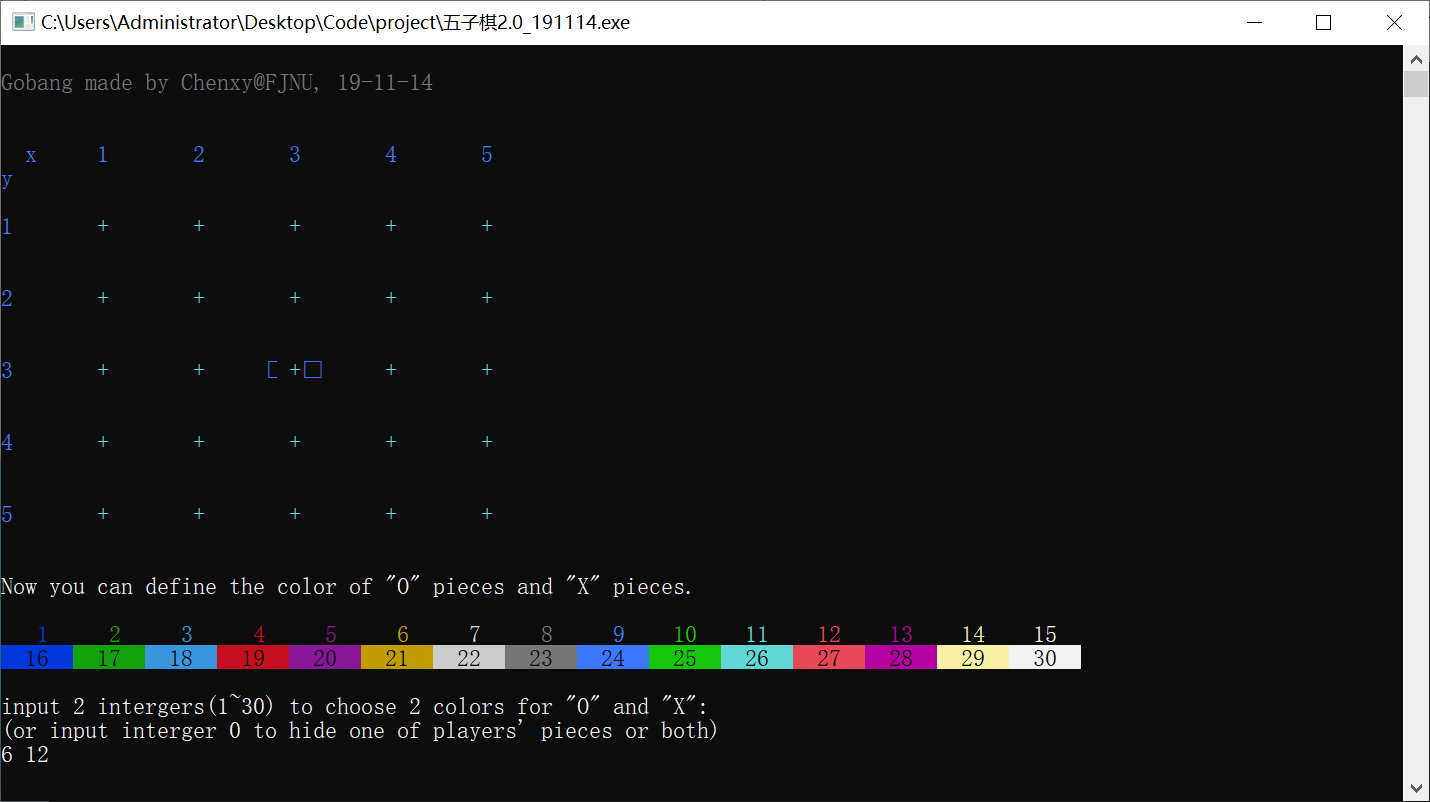 C:\Users\Administrator\Desktop\Code\project\五子棋2.0_191114.exe
Gobang made by Chenxy@FJNU, 19-11-14
x 1 2 3 4 5
y
1 + + + + +
2 + + + + +
3 + + [ +□ + +
4 + + + + +
5 + + + + +
Now you can define the color of "O" pieces and "X" pieces.
1 2 3 4 5 6 7 8 9 10 11 12 13 14 15
16 17 18 19 20 21 22 23 24 25 26 27 28 29 30
input 2 intergers(1~30) to choose 2 colors for "O" and "X":
(or input interger 0 to hide one of players' pieces or both)
6 12